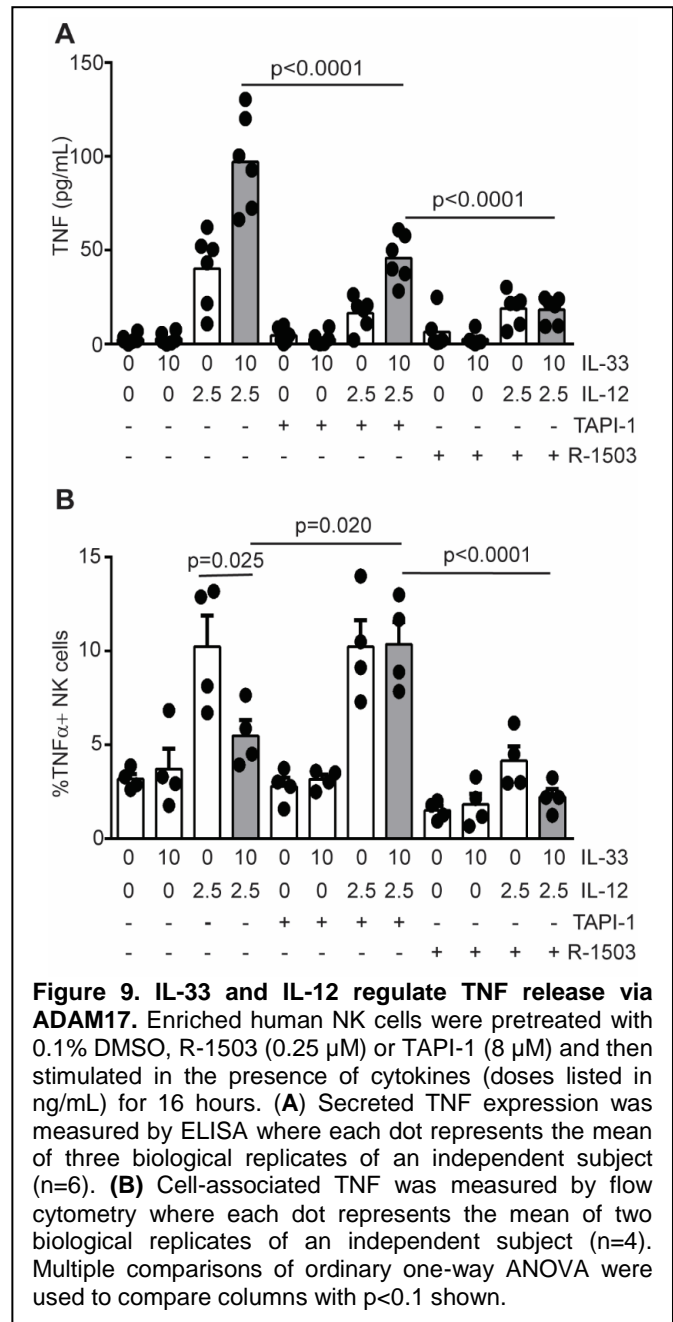 A
150
p<0.0001
100
p<0.0001
TNF (pg/mL)
50
0
0 10 0 10 0 10 0 10 0 10 0 10 IL-33
0 0 2.5 2.5 0 0 2.5 2.5 0 0 2.5 2.5 IL-12
- - - - + + + + - - - - TAPI-1
- - - - - - - - + + + + R-1503
B
p=0.020
15
p=0.025
p<0.0001
10
%TNFα+ NK cells
5
0
0 10 0 10 0 10 0 10 0 10 0 10 IL-33
0 0 2.5 2.5 0 0 2.5 2.5 0 0 2.5 2.5 IL-12
- - - - + + + + - - - - TAPI-1
- - - - - - - - + + + + R-1503
Figure 9. IL-33 and IL-12 regulate TNF release via
ADAM17. Enriched human NK cells were pretreated with
0.1% DMSO, R-1503 (0.25 µM) or TAPI-1 (8 µM) and then
stimulated in the presence of cytokines (doses listed in
ng/mL) for 16 hours. (A) Secreted TNF expression was
measured by ELISA where each dot represents the mean
of three biological replicates of an independent subject
(n=6). (B) Cell-associated TNF was measured by flow
cytometry where each dot represents the mean of two
biological replicates of an independent subject (n=4).
Multiple comparisons of ordinary one-way ANOVA were
used to compare columns with p<0.1 shown.